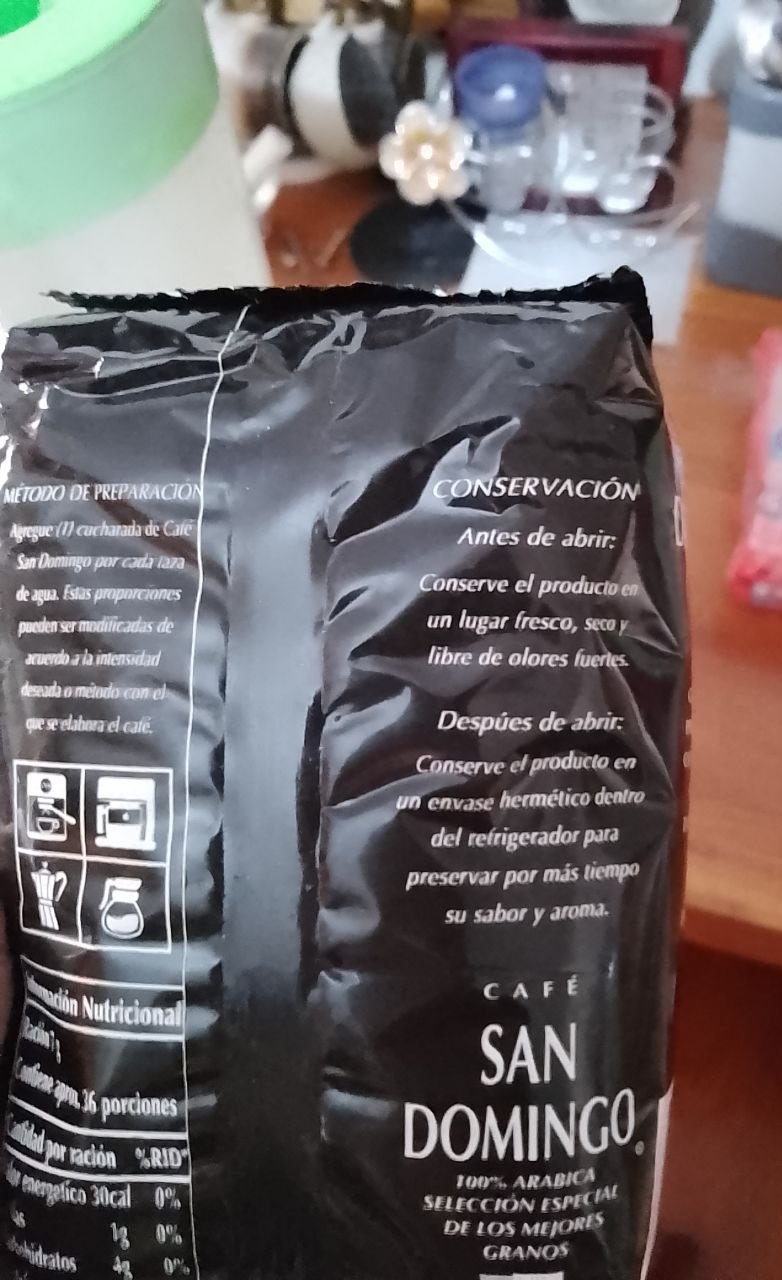 MÉTODO DE PREPARACIÓN
Agregue (1) cucharada de Café
San Domingo por cada taza
de agua. Estas proporciones
pueden ser modificadas de
acuerdo a la intensidad
deseada o método con el
que se elabora el café.
Información Nutricional
Ración
Contiene aprox. 36 porciones
Cantidad por ración %RID*
energético 30cal 0%
1g 0%
4g 0%
CONSERVACIÓN
Antes de abrir:
Conserve el producto en
un lugar fresco, seco y
libre de olores fuertes.
Despúes de abrir:
Conserve el producto en
un envase hermético dentro
del refrigerador para
preservar por más tiempo
su sabor y aroma.
CAFÉ
SAN
DOMINGO®
100% ARABICA
SELECCIÓN ESPECIAL
DE LOS MEJORES
GRANOS